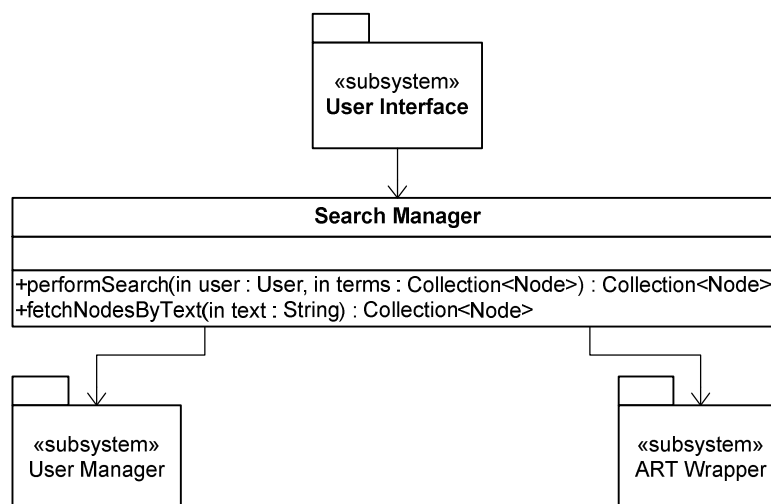 «subsystem»
User Interface
Search Manager
+performSearch(in user : User, in terms : Collection<Node>) : Collection<Node>
+fetchNodesByText(in text : String) : Collection<Node>
«subsystem»
User Manager
«subsystem»
ART Wrapper